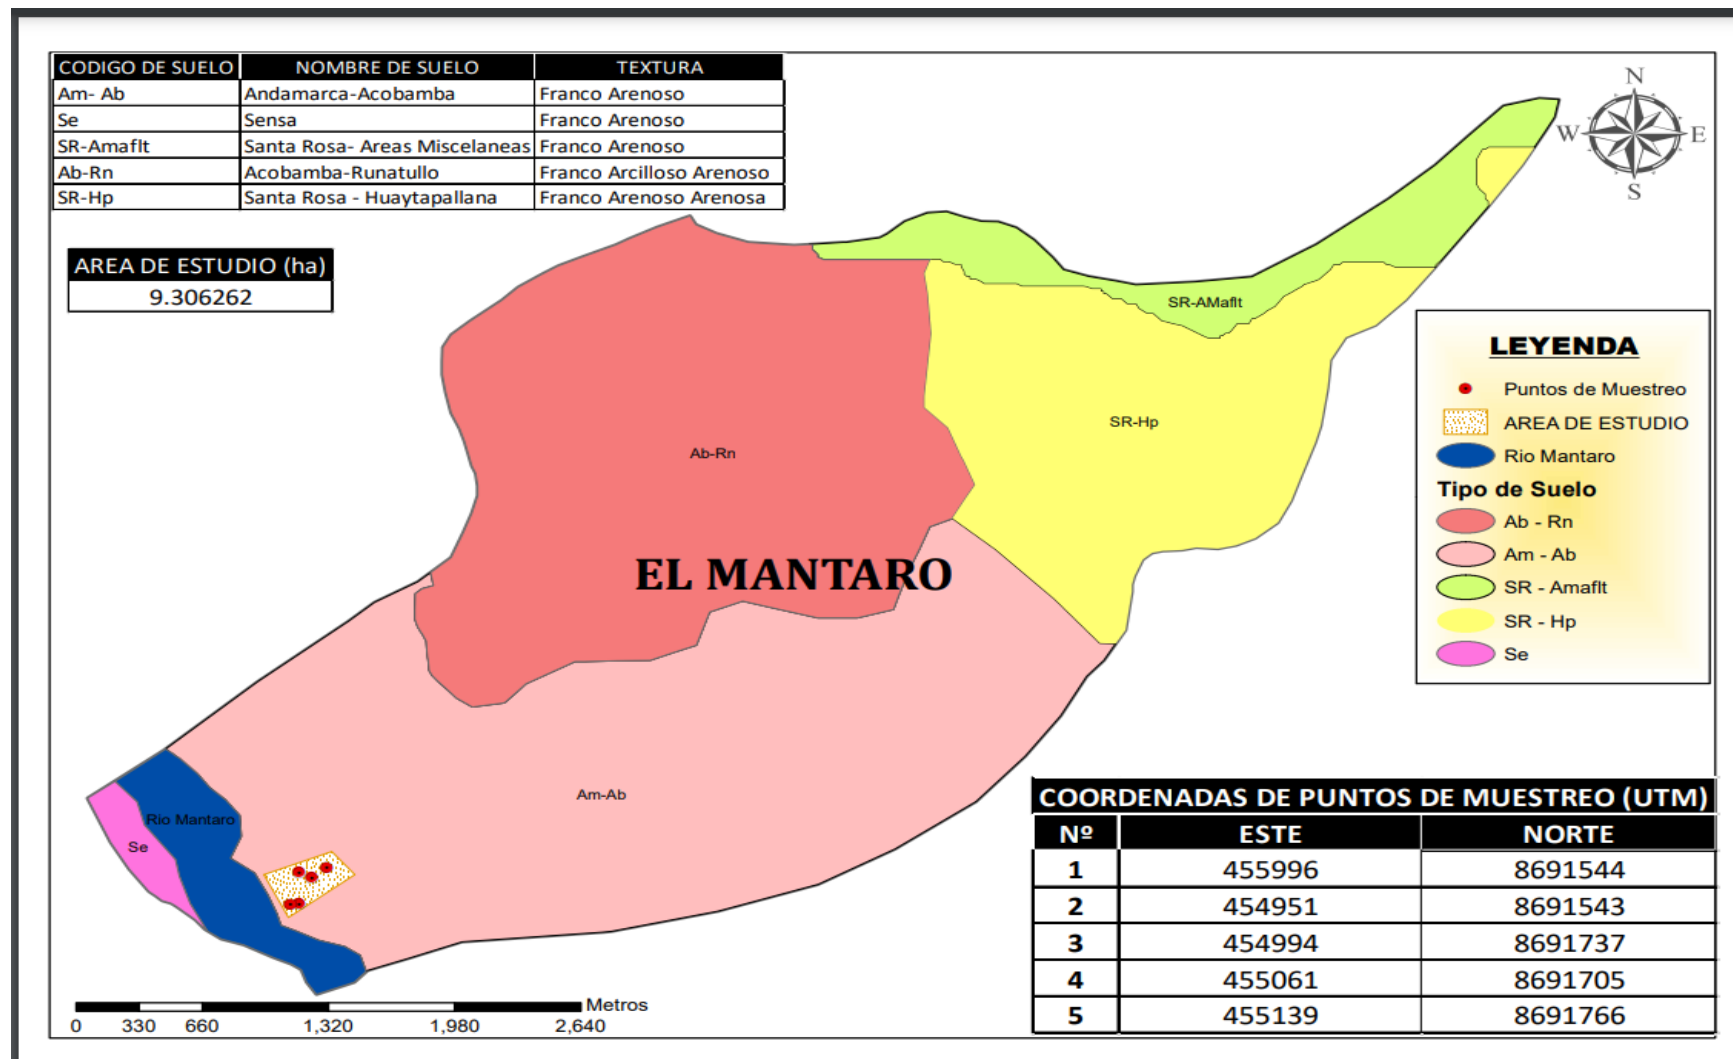 CODIGO DE SUELO NOMBRE DE SUELO TEXTURA
Am- Ab Andamarca-Acobamba Franco Arenoso
Se Sensa Franco Arenoso
SR-Amaflt Santa Rosa- Areas Miscelaneas Franco Arenoso
Ab-Rn Acobamba-Runatullo Franco Arcilloso Arenoso
SR-Hp Santa Rosa - Huaytapallana Franco Arenoso Arenosa
N
W E
S
AREA DE ESTUDIO (ha)
9.306262
SR-AMaflt
SR-Hp
Ab-Rn
EL MANTARO
Am-Ab
Rio Mantaro
Se
LEYENDA
Puntos de Muestreo
AREA DE ESTUDIO
Rio Mantaro
Tipo de Suelo
Ab - Rn
Am - Ab
SR - Amaflt
SR - Hp
Se
COORDENADAS DE PUNTOS DE MUESTREO (UTM)
Nº ESTE NORTE
1 455996 8691544
2 454951 8691543
3 454994 8691737
4 455061 8691705
5 455139 8691766
Metros
0 330 660 1,320 1,980 2,640